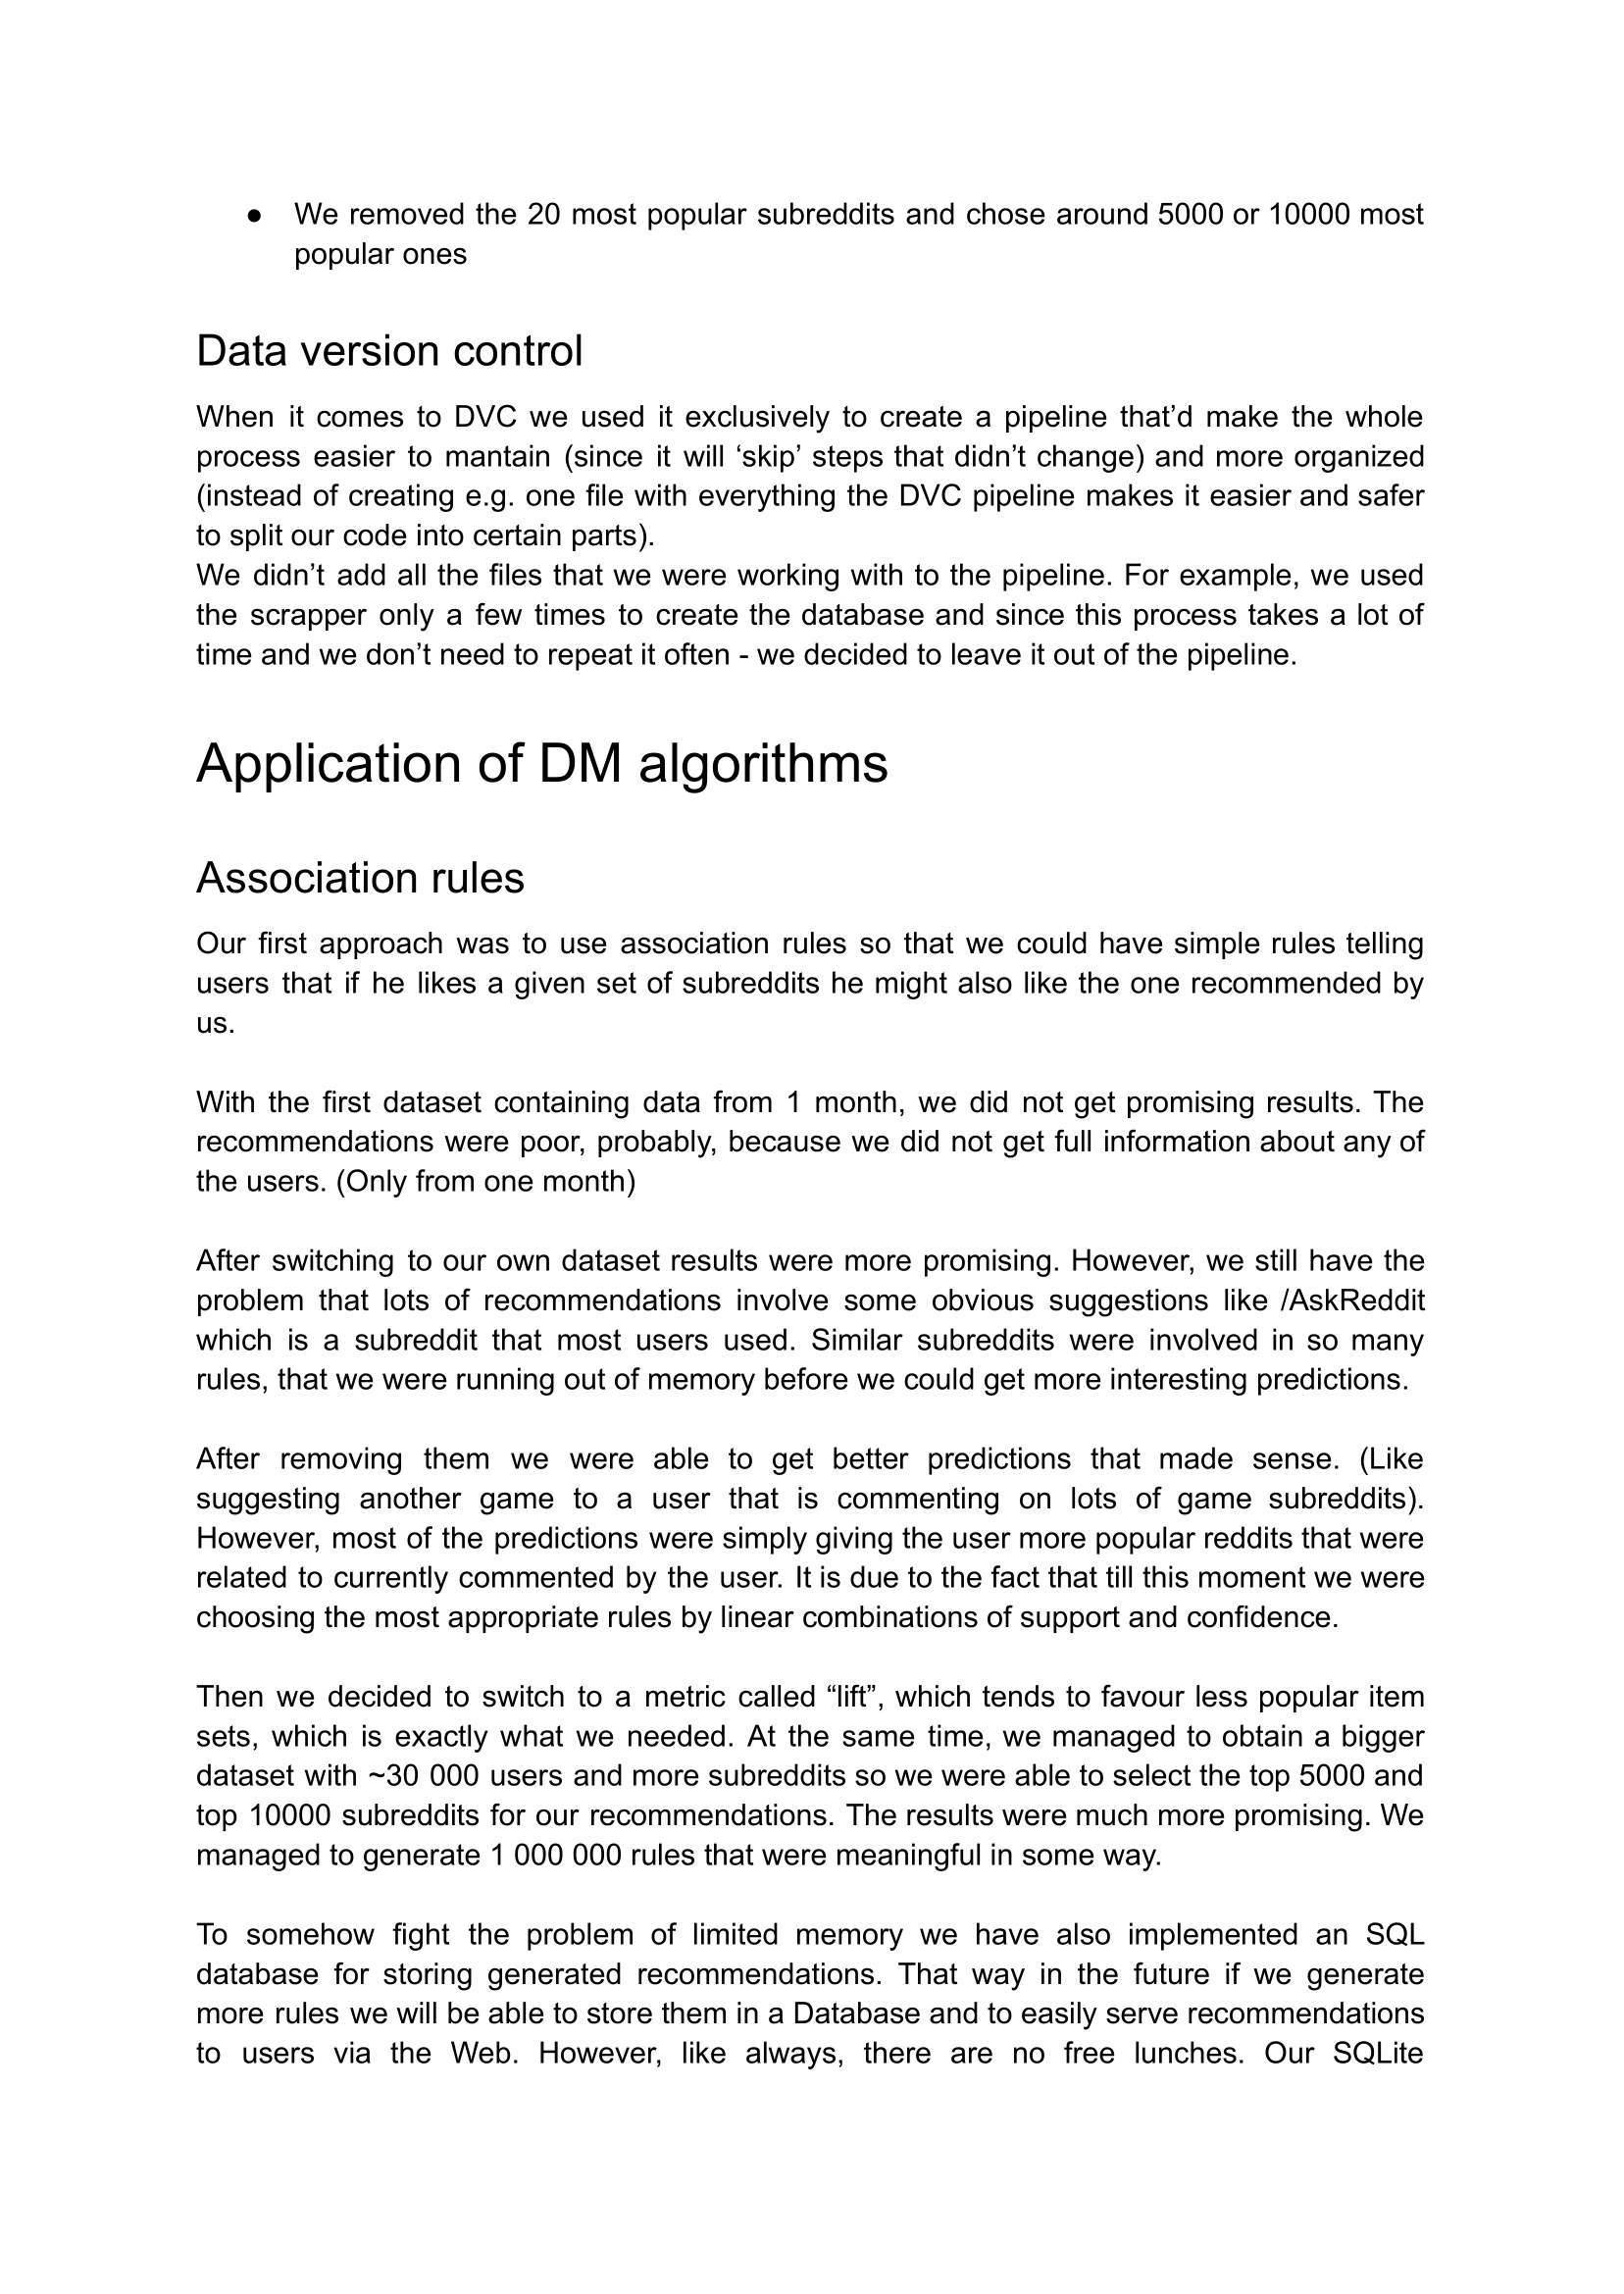 ● We removed the 20 most popular subreddits and chose around 5000 or 10000 most
popular ones
Data version control
When it comes to DVC we used it exclusively to create a pipeline that’d make the whole
process easier to mantain (since it will ‘skip’ steps that didn’t change) and more organized
(instead of creating e.g. one file with everything the DVC pipeline makes it easier and safer
to split our code into certain parts).
We didn’t add all the files that we were working with to the pipeline. For example, we used
the scrapper only a few times to create the database and since this process takes a lot of
time and we don’t need to repeat it often - we decided to leave it out of the pipeline.
Application of DM algorithms
Association rules
Our first approach was to use association rules so that we could have simple rules telling
users that if he likes a given set of subreddits he might also like the one recommended by
us.
With the first dataset containing data from 1 month, we did not get promising results. The
recommendations were poor, probably, because we did not get full information about any of
the users. (Only from one month)
After switching to our own dataset results were more promising. However, we still have the
problem that lots of recommendations involve some obvious suggestions like /AskReddit
which is a subreddit that most users used. Similar subreddits were involved in so many
rules, that we were running out of memory before we could get more interesting predictions.
After removing them we were able to get better predictions that made sense. (Like
suggesting another game to a user that is commenting on lots of game subreddits).
However, most of the predictions were simply giving the user more popular reddits that were
related to currently commented by the user. It is due to the fact that till this moment we were
choosing the most appropriate rules by linear combinations of support and confidence.
Then we decided to switch to a metric called “lift”, which tends to favour less popular item
sets, which is exactly what we needed. At the same time, we managed to obtain a bigger
dataset with ~30 000 users and more subreddits so we were able to select the top 5000 and
top 10000 subreddits for our recommendations. The results were much more promising. We
managed to generate 1 000 000 rules that were meaningful in some way.
To somehow fight the problem of limited memory we have also implemented an SQL
database for storing generated recommendations. That way in the future if we generate
more rules we will be able to store them in a Database and to easily serve recommendations
to users via the Web. However, like always, there are no free lunches. Our SQLite